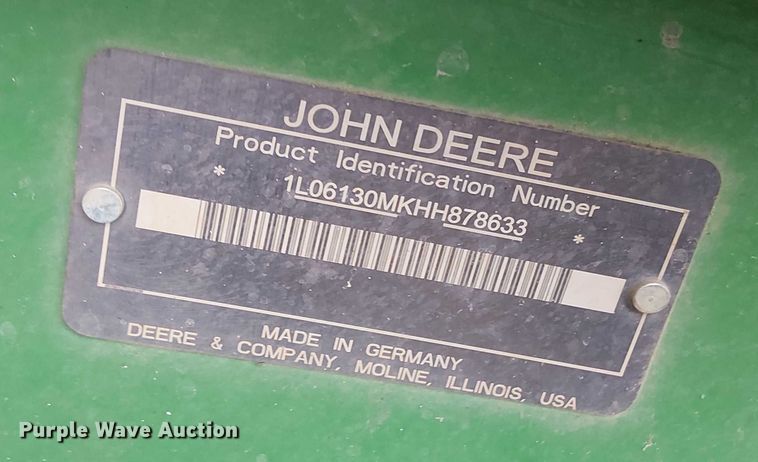 JOHN DEERE
Product Identification Number
* 1L06130MKHH878633 *
MADE IN GERMANY
DEERE & COMPANY, MOLINE, ILLINOIS, USA
Purple Wave Auction